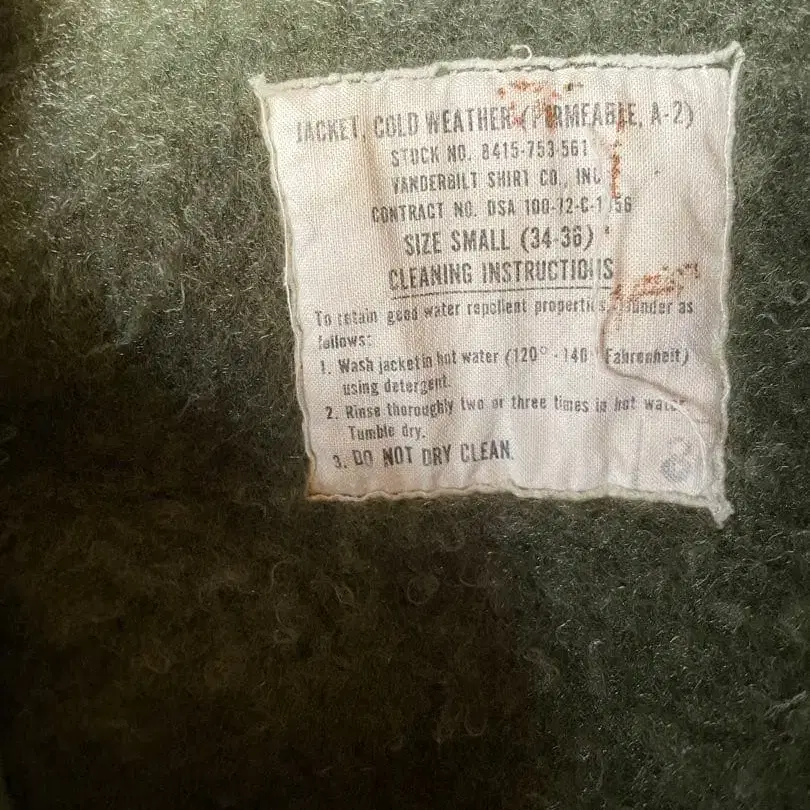 JACKET, COLD WEATHER (PERMEABLE, A-2)
STOCK NO. 8415-753-561
VANDERBILT SHIRT CO., INC
CONTRACT NO. DSA 100-72-C-1 56
SIZE SMALL (34-36)
CLEANING INSTRUCTIONS
To retain good water repellent properties, launder as
follows:
1. Wash jacket in hot water (120° - 140° Fahrenheit)
using detergent.
2. Rinse thoroughly two or three times in hot water.
Tumble dry.
3. DO NOT DRY CLEAN.